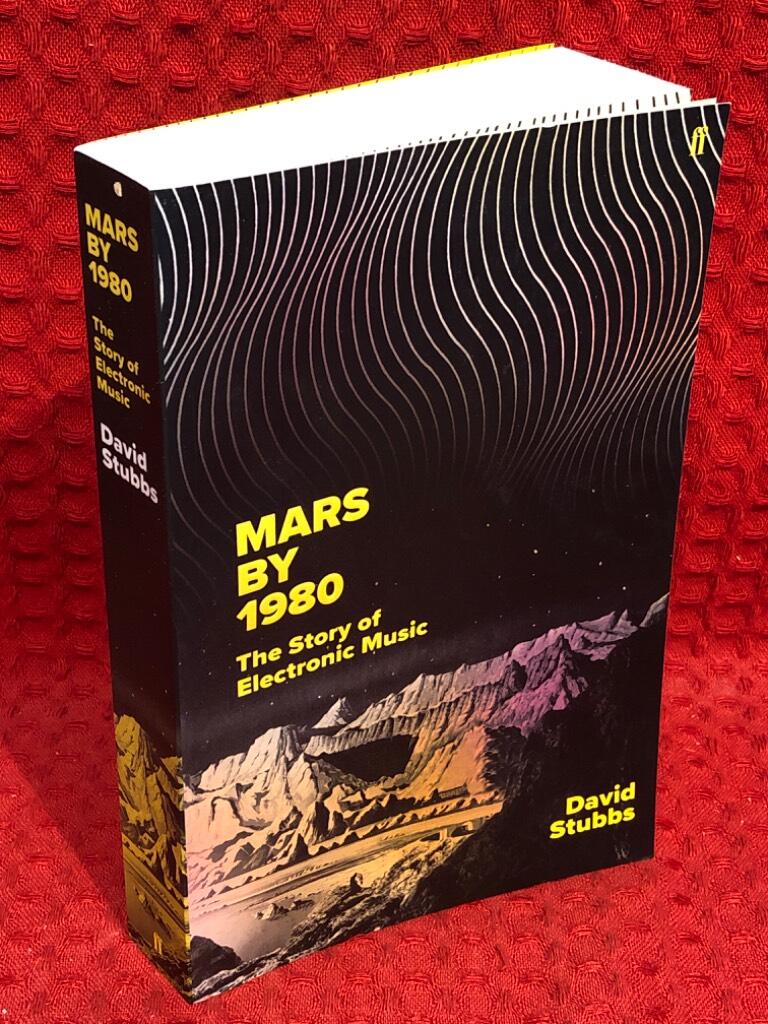 MARS
BY
1980
The
Story of
Electronic
Music
David
Stubbs
ff
MARS
BY
1980
The Story of
Electronic Music
David
Stubbs